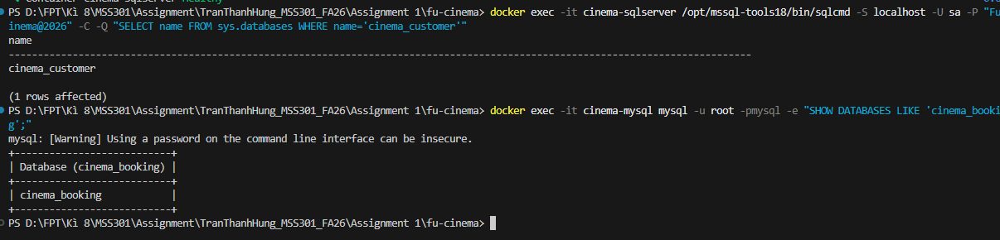 PS D:\FPT\Kì 8\MSS301\Assignment\TranThanhHung_MSS301_FA26\Assignment 1\fu-cinema> docker exec -it cinema-sqlserver /opt/mssql-tools18/bin/sqlcmd -S localhost -U sa -P "Fu
inema@2026" -C -Q "SELECT name FROM sys.databases WHERE name='cinema_customer'"
name
--------------------------------------------------------------------------------------------------------------------------------
cinema_customer
(1 rows affected)
PS D:\FPT\Kì 8\MSS301\Assignment\TranThanhHung_MSS301_FA26\Assignment 1\fu-cinema> docker exec -it cinema-mysql mysql -u root -pmysql -e "SHOW DATABASES LIKE 'cinema_booki
g';"
mysql: [Warning] Using a password on the command line interface can be insecure.
+---------------------------+
| Database (cinema_booking) |
+---------------------------+
| cinema_booking            |
+---------------------------+
PS D:\FPT\Kì 8\MSS301\Assignment\TranThanhHung_MSS301_FA26\Assignment 1\fu-cinema>